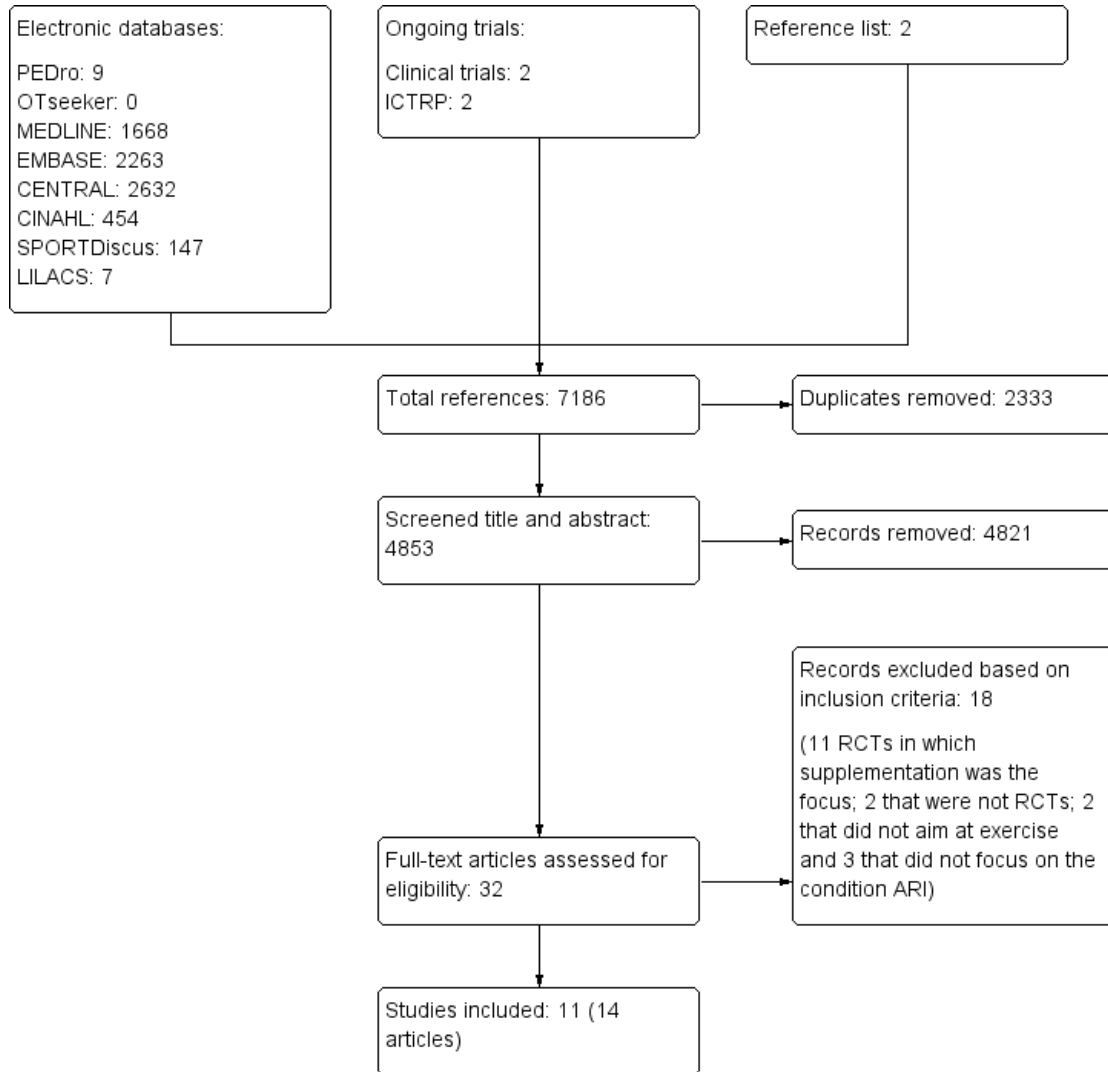 Electronic databases:
PEDro: 9
OTseeker: 0
MEDLINE: 1668
EMBASE: 2263
CENTRAL: 2632
CINAHL: 454
SPORTDiscus: 147
LILACS: 7
Ongoing trials:
Clinical trials: 2
ICTRP: 2
Reference list: 2
Total references: 7186
Duplicates removed: 2333
Screened title and abstract:
4853
Records removed: 4821
Records excluded based on
inclusion criteria: 18
(11 RCTs in which
supplementation was the
focus; 2 that were not RCTs; 2
that did not aim at exercise
and 3 that did not focus on the
condition ARI)
Full-text articles assessed for
eligibility: 32
Studies included: 11 (14
articles)